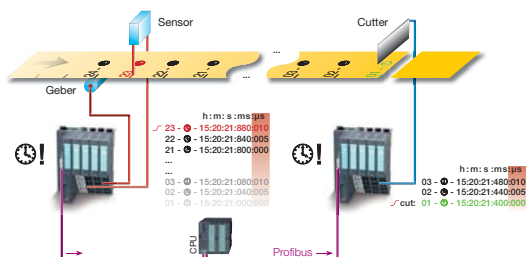 Sensor
Cutter
...
24
23
22
Geber
h: m: s :ms:µs
23 - - 15:20:21:880:010
22 - - 15:20:21:840:005
21 - - 15:20:21:800:000
...
...
03 - - 15:20:21:080:010
02 - - 15:20:21:040:005
01 - - 15:20:21:000:000
!
!
h: m: s :ms:µs
03 - - 15:20:21:480:010
02 - - 15:20:21:440:005
cut: 01 - - 15:20:21:400:000
CPU
Profibus